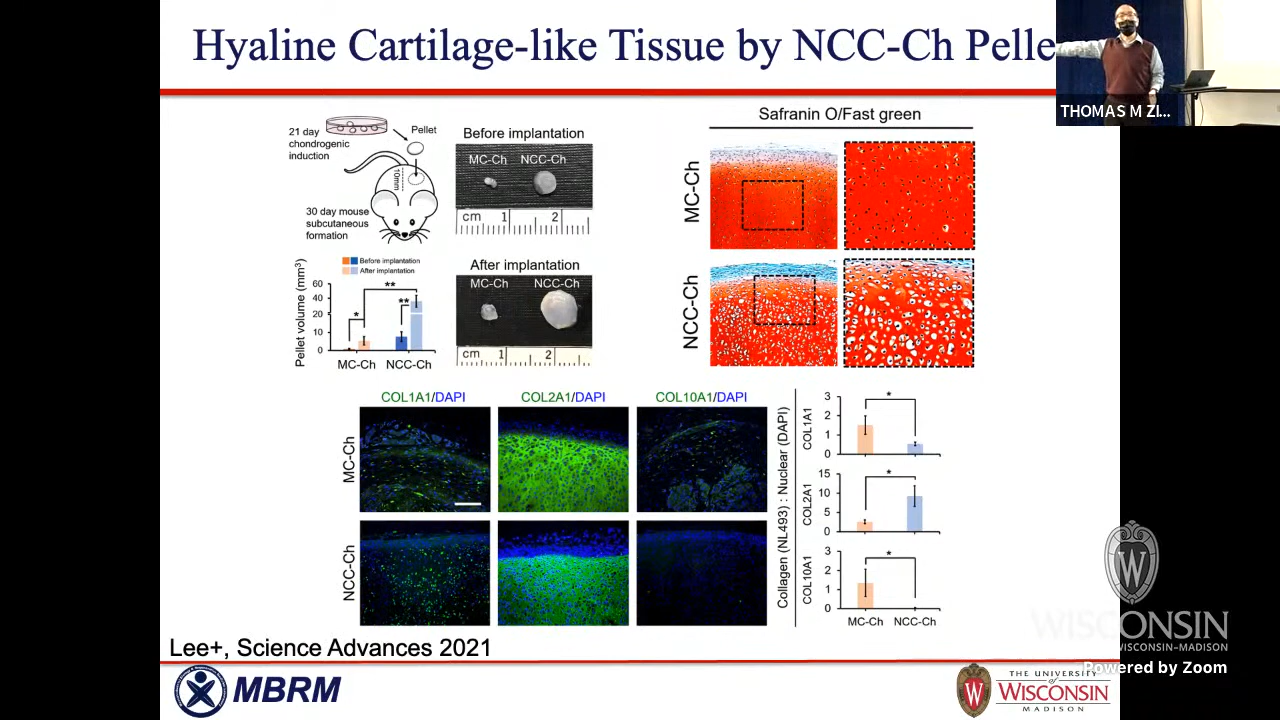 Hyaline Cartilage-like Tissue by NCC-Ch Pelle
THOMAS M ZI...
21 day
chondrogenic
induction
Pellet
10mm
30 day mouse
subcutaneous
formation
Before implantation
MC-Ch NCC-Ch
cm 1 2
Before implantation
After implantation
Pellet volume (mm³)
60
40
20
10
0
*
**
**
MC-Ch NCC-Ch
After implantation
MC-Ch NCC-Ch
cm 1 2
Safranin O/Fast green
MC-Ch
NCC-Ch
COL1A1/DAPI COL2A1/DAPI COL10A1/DAPI
MC-Ch
NCC-Ch
Collagen (NL493) : Nuclear (DAPI)
COL1A1
3
2
1
0
*
COL2A1
15
10
5
0
*
COL10A1
3
2
1
0
*
MC-Ch NCC-Ch
Lee+, Science Advances 2021
MBRM
THE UNIVERSITY
of
WISCONSIN
MADISON
W
WISCONSIN
WISCONSIN-MADISON
Powered by Zoom